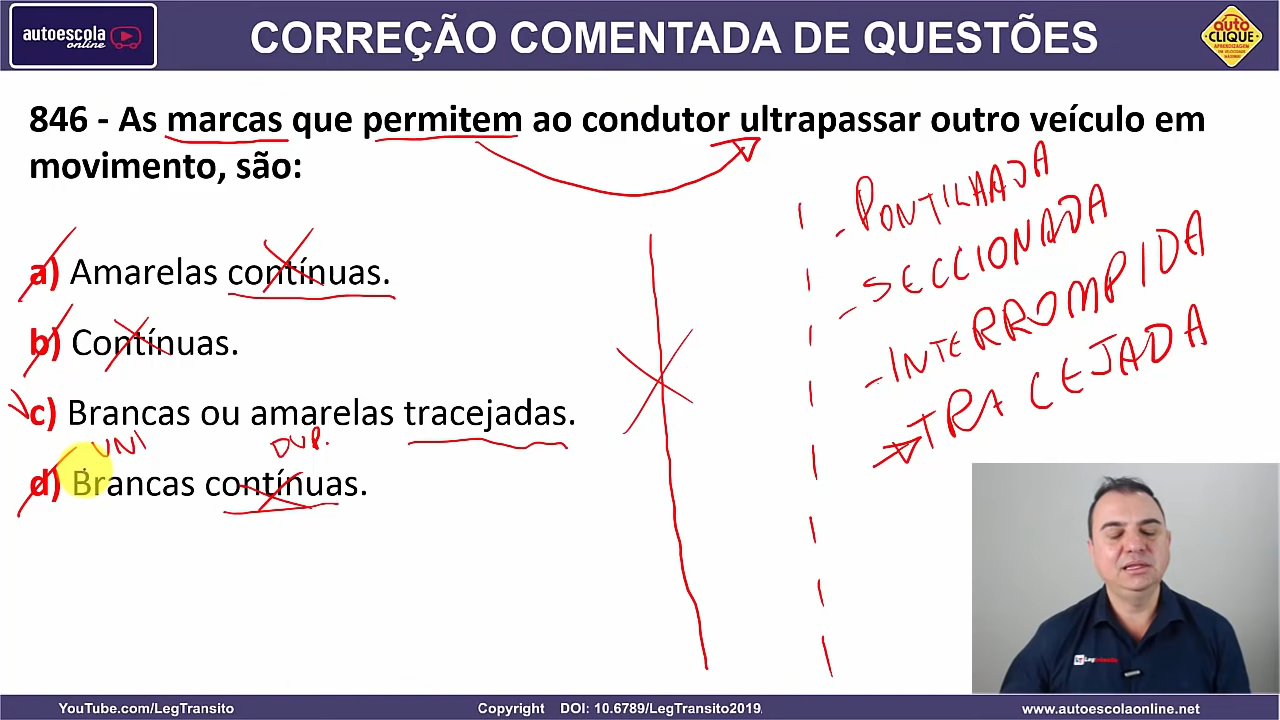 autoescola
online
CORREÇÃO COMENTADA DE QUESTÕES
auto
CLIQUE
846 - As marcas que permitem ao condutor ultrapassar outro veículo em
movimento, são:
a) Amarelas contínuas.
b) Contínuas.
c) Brancas ou amarelas tracejadas.
UNI DUP.
d) Brancas contínuas.
- PONTILHADA
- SECCIONADA
- INTERROMPIDA
TRACEJADA
YouTube.com/LegTransito
Copyright DOI: 10.6789/LegTransito2019.
www.autoescolaonline.net